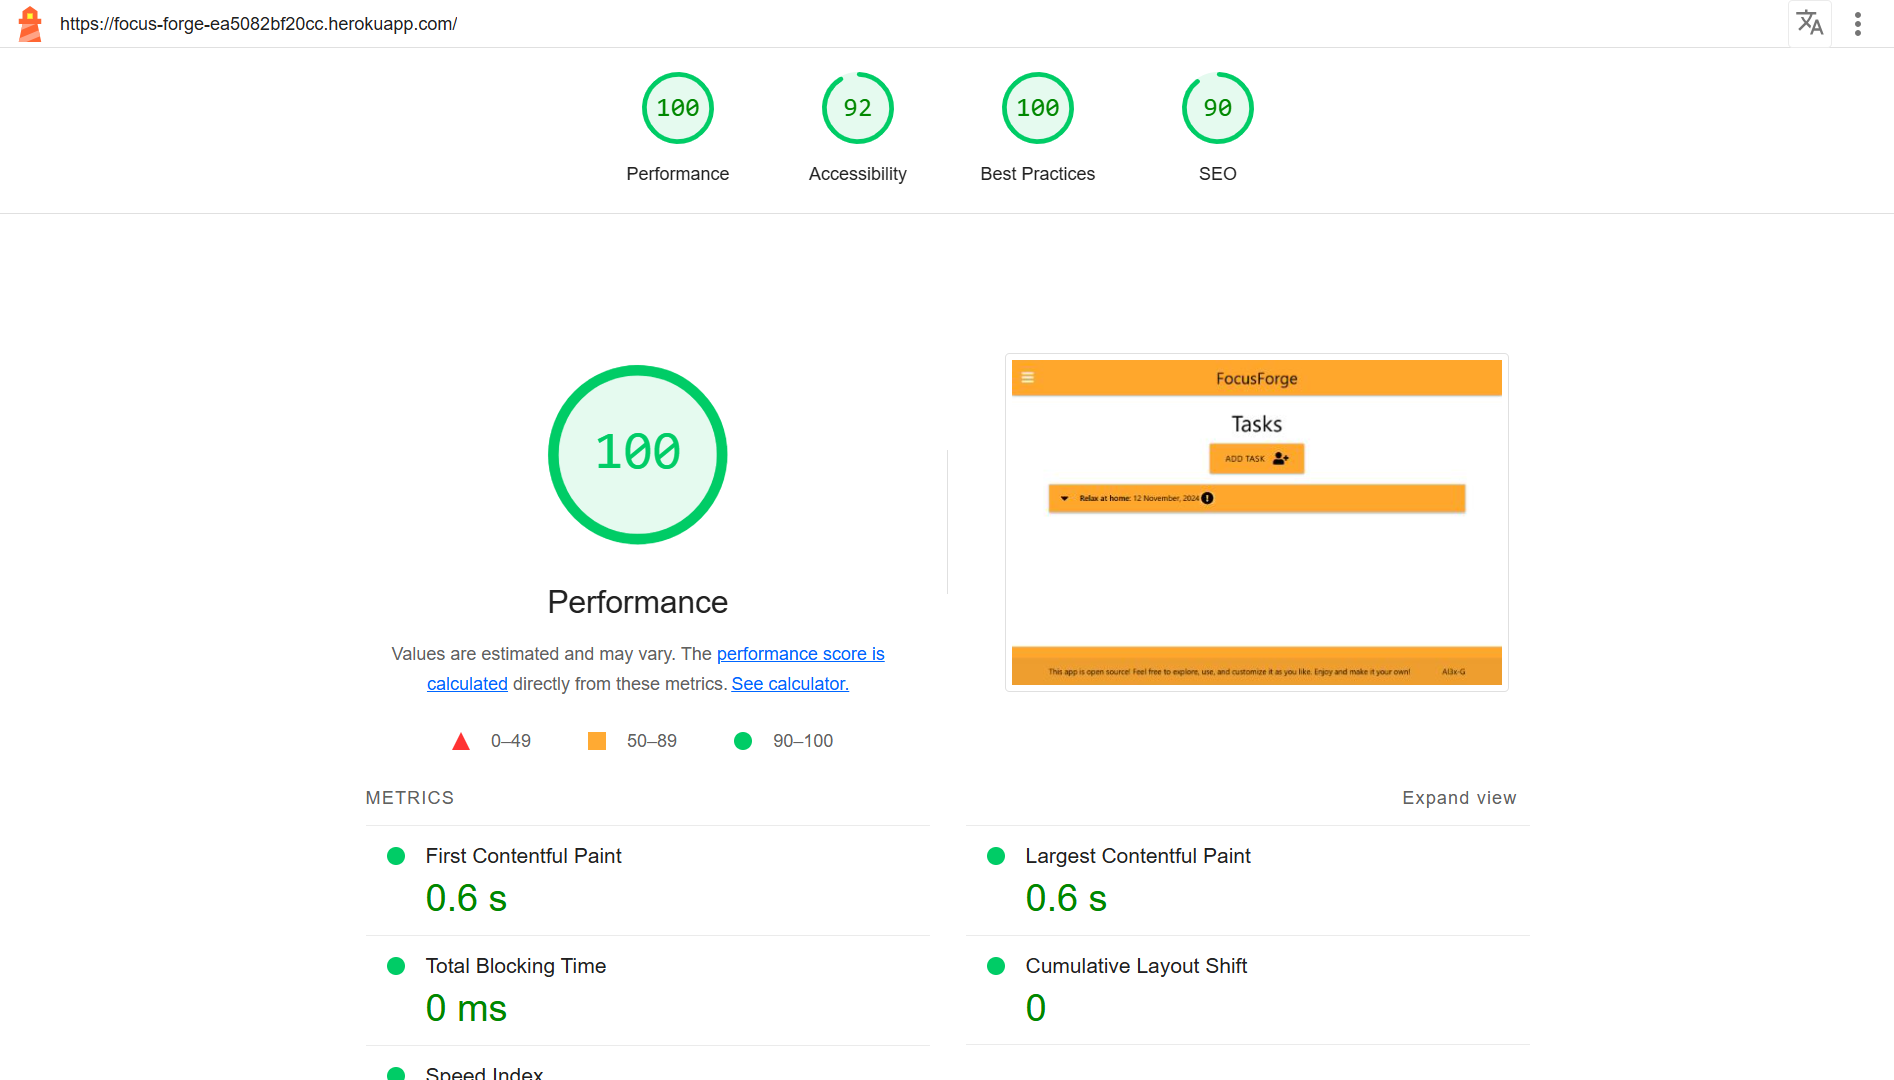 https://focus-forge-ea5082bf20cc.herokuapp.com/
100 92 100 90
Performance Accessibility Best Practices SEO
100
Performance
Values are estimated and may vary. The performance score is
calculated directly from these metrics. See calculator.
0–49 50–89 90–100
FocusForge
Tasks
ADD TASK
Relax at home: 12 November, 2024
This app is open source! Feel free to explore, use, and customize it as you like. Enjoy and make it your own! Al3x-G
METRICS Expand view
First Contentful Paint
0.6 s
Largest Contentful Paint
0.6 s
Total Blocking Time
0 ms
Cumulative Layout Shift
0
Speed Index